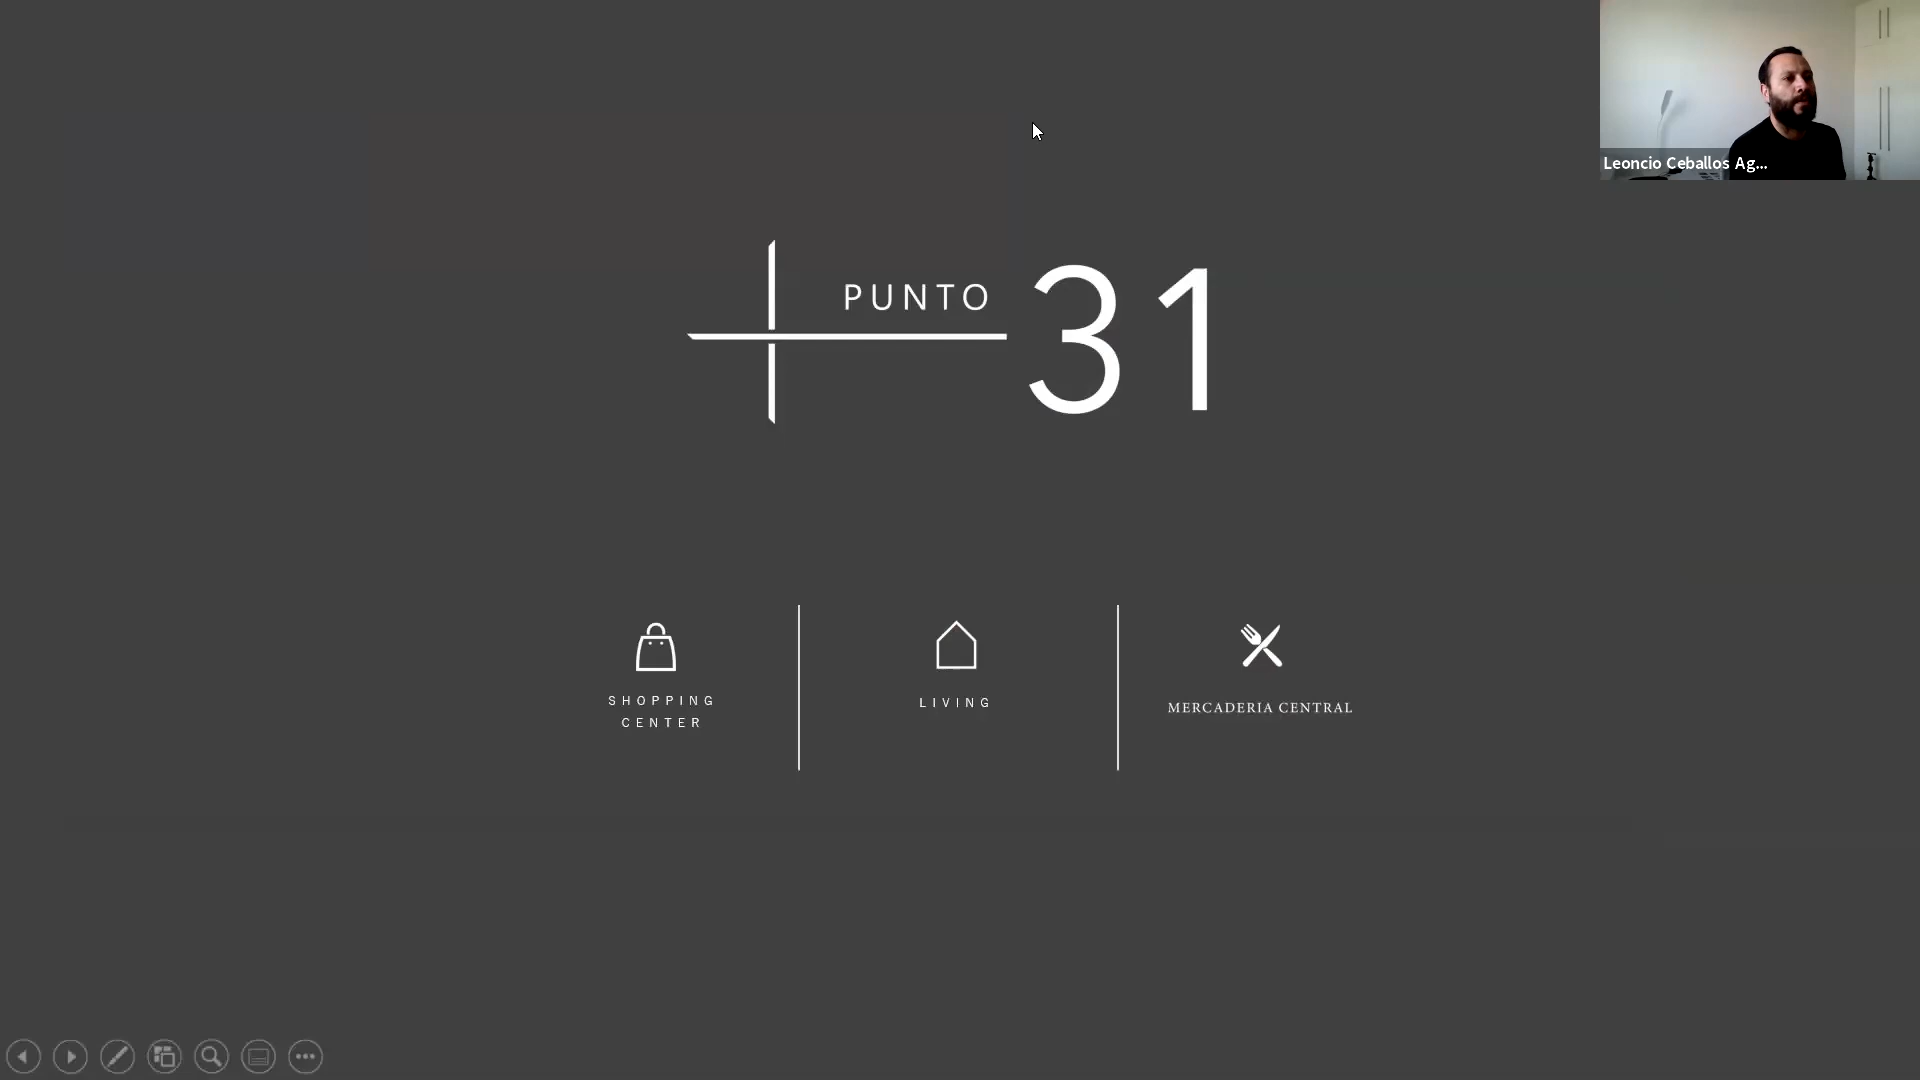 Leoncio Ceballos Ag...
PUNTO
31
SHOPPING
CENTER
LIVING
MERCADERIA CENTRAL